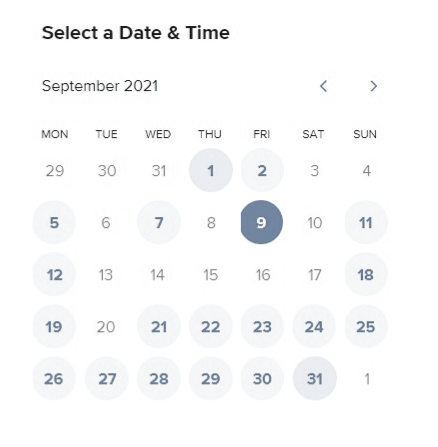 Select a Date & Time
September 2021
MON TUE WED THU FRI SAT SUN
29 30 31 1 2 3 4
5 6 7 8 9 10 11
12 13 14 15 16 17 18
19 20 21 22 23 24 25
26 27 28 29 30 31 1